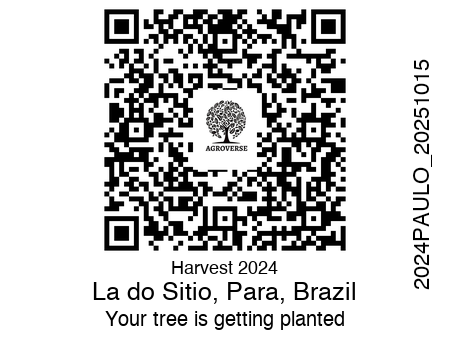 AGROVERSE
Harvest 2024
La do Sitio, Para, Brazil
Your tree is getting planted
2024PAULO_20251015